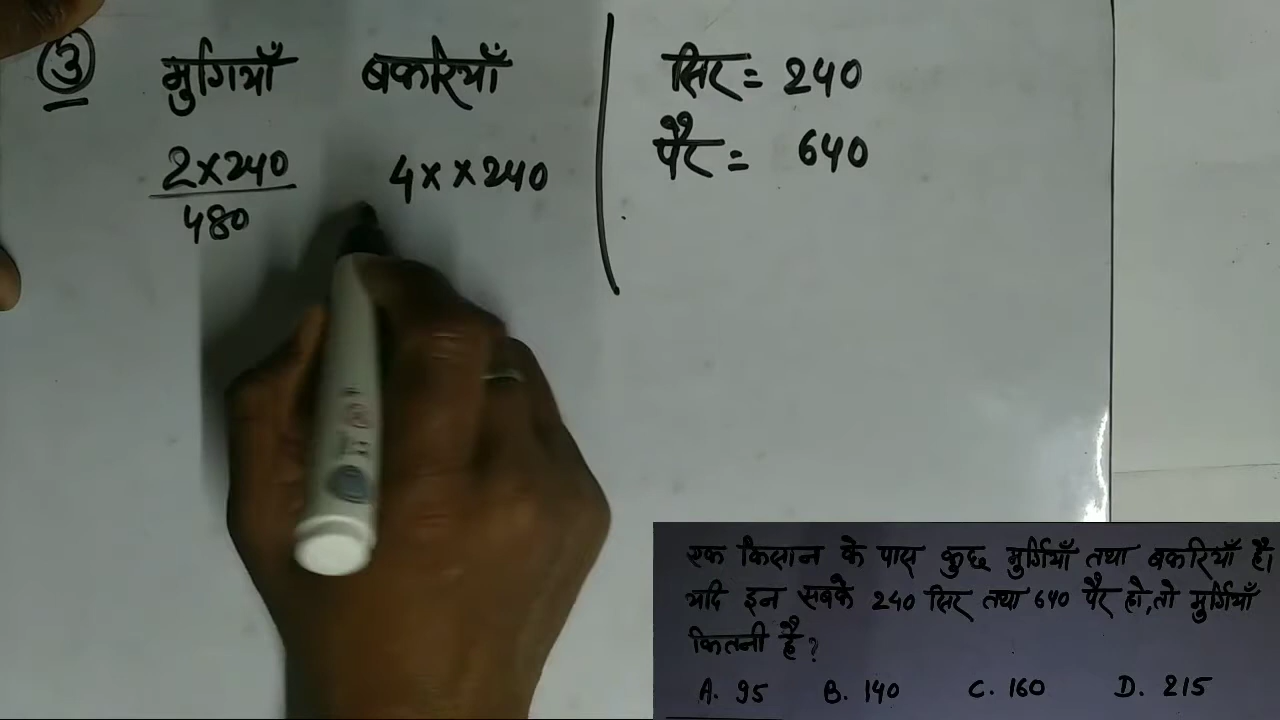 ③ मुर्गियाँ बकरियाँ
2×240 4××240
480
सिर = 240
पैर = 640
एक किसान के पास कुछ मुर्गियाँ तथा बकरियाँ है।
यदि इन सबके 240 सिर तथा 640 पैर हो, तो मुर्गियाँ
कितनी है?
A. 95 B. 140 C. 160 D. 215